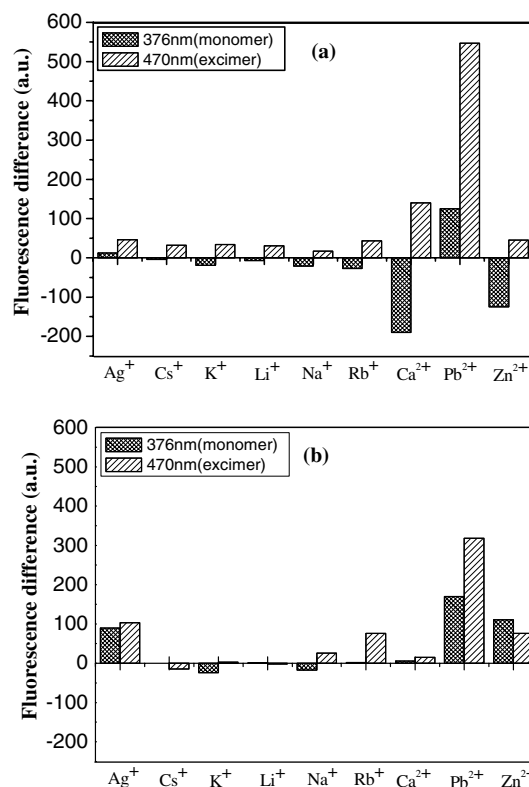 600
376nm(monomer)
(a)
500
470nm(excimer)
400
300
200
100
0
-100
-200
Fluorescence difference (a.u.)
Ag+ Cs+ K+ Li+ Na+ Rb+ Ca2+ Pb2+ Zn2+
600
376nm(monomer)
(b)
500
470nm(excimer)
400
300
200
100
0
-100
-200
Fluorescence difference (a.u.)
Ag+ Cs+ K+ Li+ Na+ Rb+ Ca2+ Pb2+ Zn2+